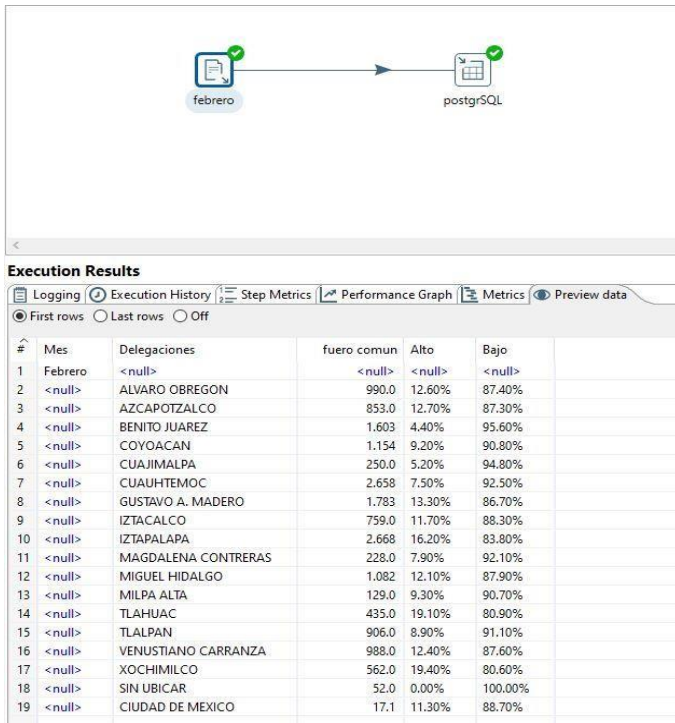 febrero
postgrSQL
Execution Results
Logging Execution History Step Metrics Performance Graph Metrics Preview data
First rows Last rows Off
# Mes Delegaciones fuero comun Alto Bajo
1 Febrero <null> <null> <null> <null>
2 <null> ALVARO OBREGON 990.0 12.60% 87.40%
3 <null> AZCAPOTZALCO 853.0 12.70% 87.30%
4 <null> BENITO JUAREZ 1.603 4.40% 95.60%
5 <null> COYOACAN 1.154 9.20% 90.80%
6 <null> CUAJIMALPA 250.0 5.20% 94.80%
7 <null> CUAUHTEMOC 2.658 7.50% 92.50%
8 <null> GUSTAVO A. MADERO 1.783 13.30% 86.70%
9 <null> IZTACALCO 759.0 11.70% 88.30%
10 <null> IZTAPALAPA 2.668 16.20% 83.80%
11 <null> MAGDALENA CONTRERAS 228.0 7.90% 92.10%
12 <null> MIGUEL HIDALGO 1.082 12.10% 87.90%
13 <null> MILPA ALTA 129.0 9.30% 90.70%
14 <null> TLAHUAC 435.0 19.10% 80.90%
15 <null> TLALPAN 906.0 8.90% 91.10%
16 <null> VENUSTIANO CARRANZA 988.0 12.40% 87.60%
17 <null> XOCHIMILCO 562.0 19.40% 80.60%
18 <null> SIN UBICAR 52.0 0.00% 100.00%
19 <null> CIUDAD DE MEXICO 17.1 11.30% 88.70%